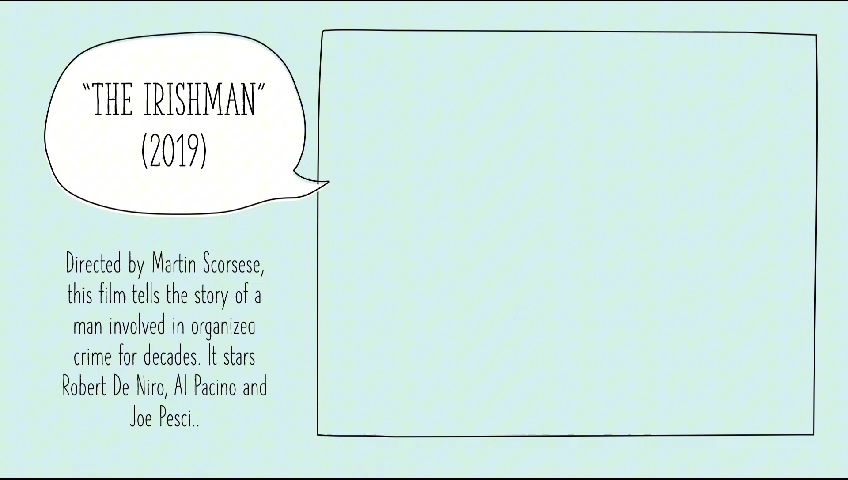 "THE IRISHMAN"
(2019)
Directed by Martin Scorsese,
this film tells the story of a
man involved in organized
crime for decades. It stars
Robert De Niro, Al Pacino and
Joe Pesci..